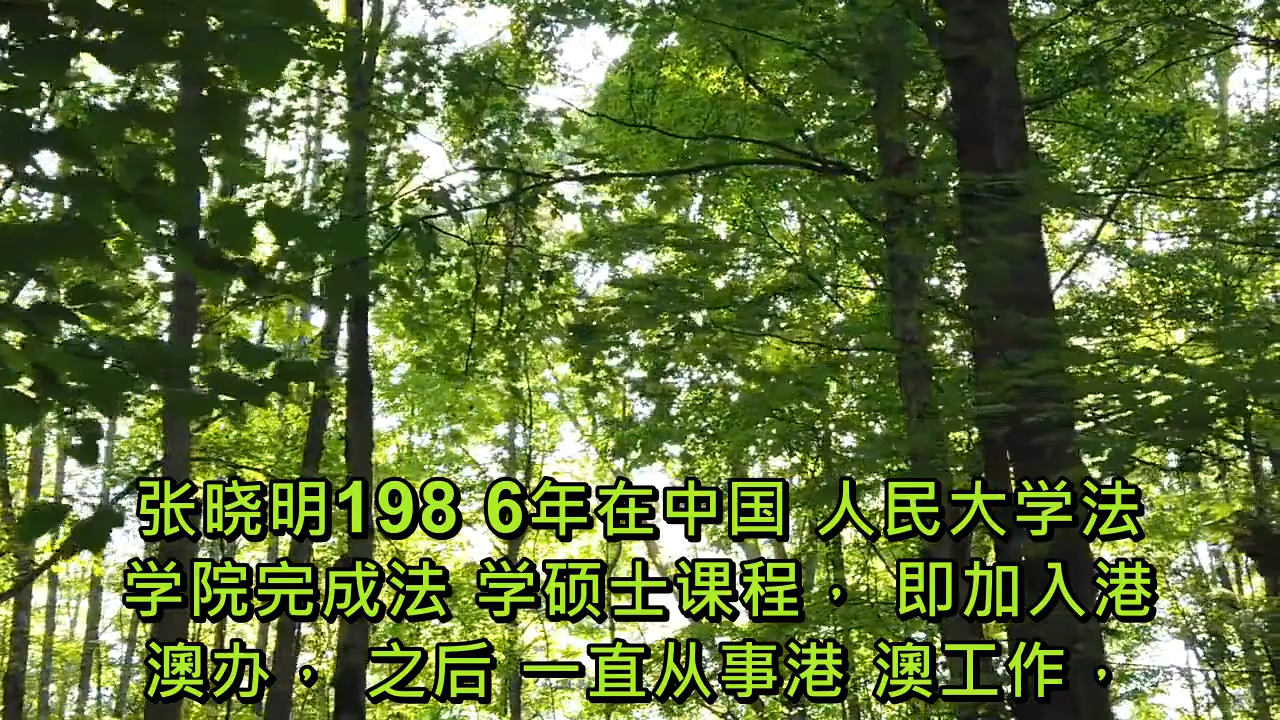 张晓明198 6年在中国 人民大学法
学院完成法 学硕士课程， 即加入港
澳办， 之后 一直从事港 澳工作，